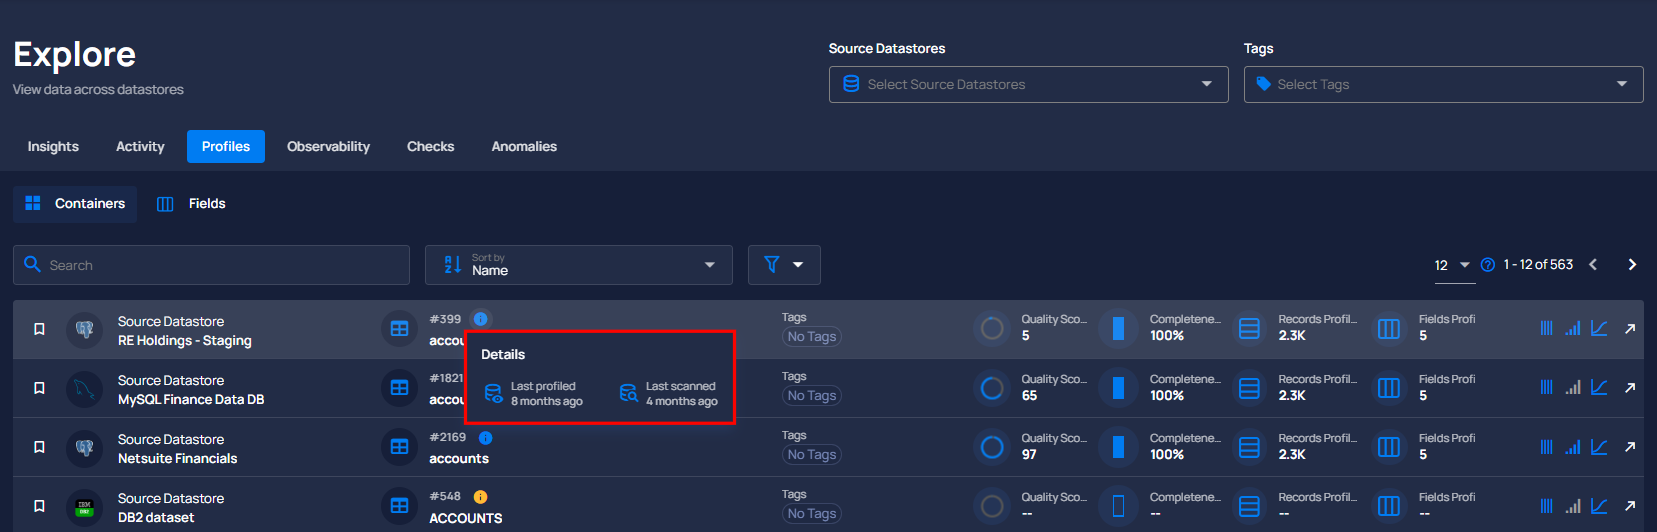 Explore
View data across datastores
Source Datastores
Select Source Datastores
Tags
Select Tags
Insights
Activity
Profiles
Observability
Checks
Anomalies
Containers
Fields
Search
Sort by
Name
12
1 - 12 of 563
Source Datastore
RE Holdings - Staging
#399
accou
Tags
No Tags
Quality Sco...
5
Completene...
100%
Records Profil...
2.3K
Fields Profi
5
Details
Last profiled
8 months ago
Last scanned
4 months ago
Source Datastore
MySQL Finance Data DB
#1821
accou
Tags
No Tags
Quality Sco...
65
Completene...
100%
Records Profil...
2.3K
Fields Profi
5
Source Datastore
Netsuite Financials
#2169
accounts
Tags
No Tags
Quality Sco...
97
Completene...
100%
Records Profil...
2.3K
Fields Profi
5
Source Datastore
DB2 dataset
#548
ACCOUNTS
Tags
No Tags
Quality Sco...
--
Completene...
--
Records Profil...
--
Fields Profi
--